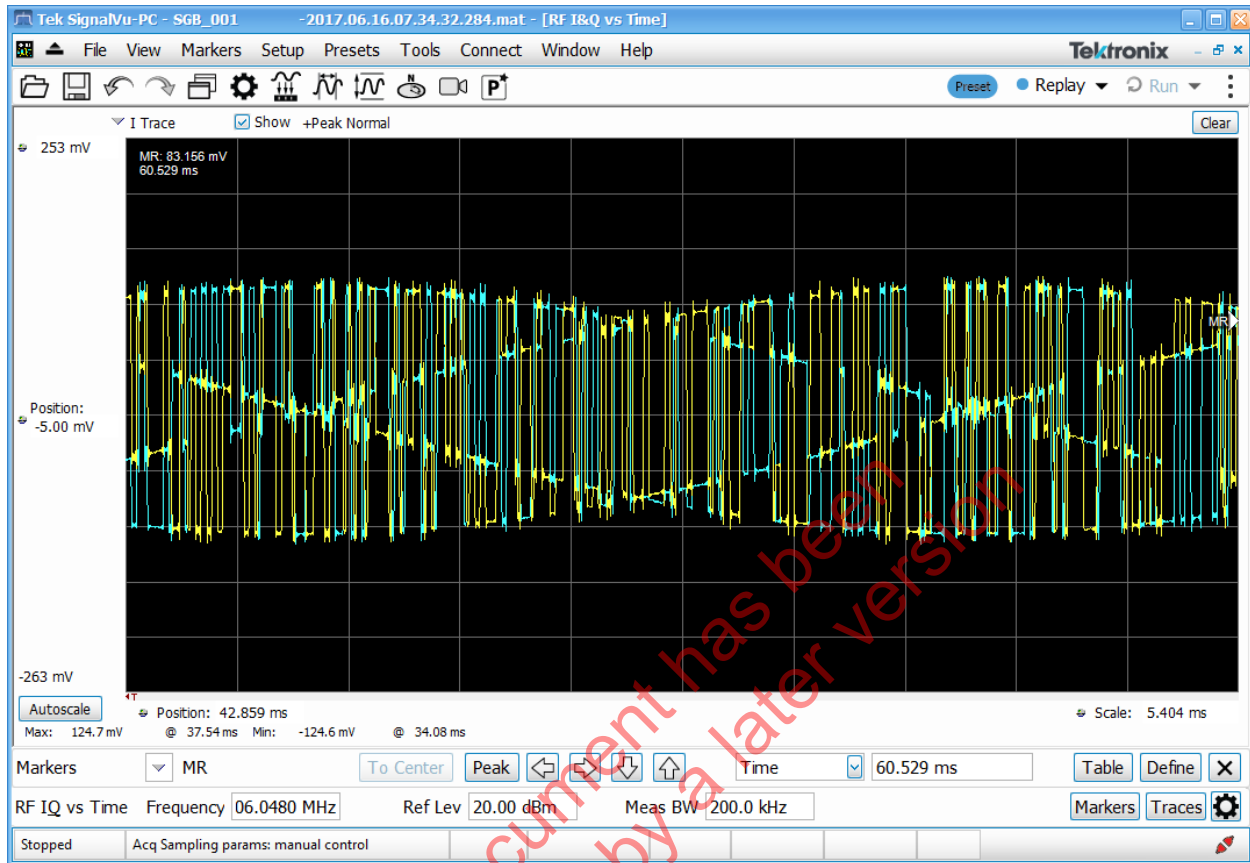 Tek SignalVu-PC - SGB_001 -2017.06.16.07.34.32.284.mat - [RF I&Q vs Time]
File View Markers Setup Presets Tools Connect Window Help Tektronix
N P Preset Replay Run
I Trace Show +Peak Normal Clear
253 mV
MR: 83.156 mV
60.529 ms
MR
Position:
-5.00 mV
-263 mV
T
Autoscale Position: 42.859 ms Scale: 5.404 ms
Max: 124.7 mV @ 37.54 ms Min: -124.6 mV @ 34.08 ms
Markers MR To Center Peak Time 60.529 ms Table Define X
RF IQ vs Time Frequency 06.0480 MHz Ref Lev 20.00 dBm Meas BW 200.0 kHz Markers Traces
Stopped Acq Sampling params: manual control
cument has been
by a later version